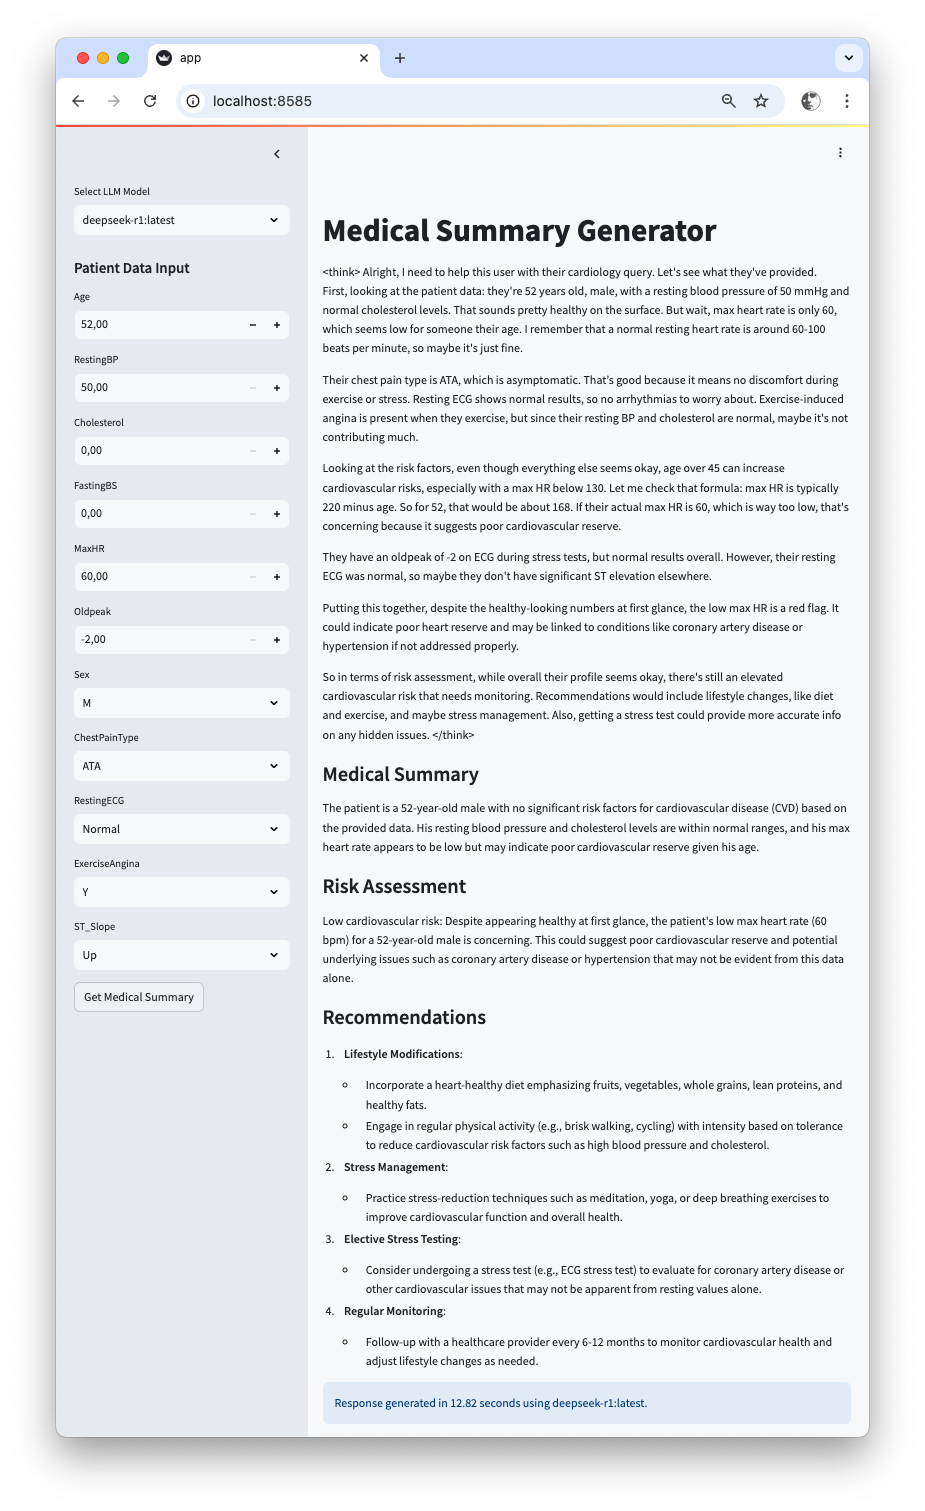 app
localhost:8585
Select LLM Model
deepseek-r1:latest
Patient Data Input
Age
52,00
RestingBP
50,00
Cholesterol
0,00
FastingBS
0,00
MaxHR
60,00
Oldpeak
-2,00
Sex
M
ChestPainType
ATA
RestingECG
Normal
ExerciseAngina
Y
ST_Slope
Up
Get Medical Summary
Medical Summary Generator
<think> Alright, I need to help this user with their cardiology query. Let's see what they've provided.
First, looking at the patient data: they're 52 years old, male, with a resting blood pressure of 50 mmHg and
normal cholesterol levels. That sounds pretty healthy on the surface. But wait, max heart rate is only 60,
which seems low for someone their age. I remember that a normal resting heart rate is around 60-100
beats per minute, so maybe it's just fine.
Their chest pain type is ATA, which is asymptomatic. That's good because it means no discomfort during
exercise or stress. Resting ECG shows normal results, so no arrhythmias to worry about. Exercise-induced
angina is present when they exercise, but since their resting BP and cholesterol are normal, maybe it's not
contributing much.
Looking at the risk factors, even though everything else seems okay, age over 45 can increase
cardiovascular risks, especially with a max HR below 130. Let me check that formula: max HR is typically
220 minus age. So for 52, that would be about 168. If their actual max HR is 60, which is way too low, that's
concerning because it suggests poor cardiovascular reserve.
They have an oldpeak of -2 on ECG during stress tests, but normal results overall. However, their resting
ECG was normal, so maybe they don't have significant ST elevation elsewhere.
Putting this together, despite the healthy-looking numbers at first glance, the low max HR is a red flag. It
could indicate poor heart reserve and may be linked to conditions like coronary artery disease or
hypertension if not addressed properly.
So in terms of risk assessment, while overall their profile seems okay, there's still an elevated
cardiovascular risk that needs monitoring. Recommendations would include lifestyle changes, like diet
and exercise, and maybe stress management. Also, getting a stress test could provide more accurate info
on any hidden issues. </think>
Medical Summary
The patient is a 52-year-old male with no significant risk factors for cardiovascular disease (CVD) based on
the provided data. His resting blood pressure and cholesterol levels are within normal ranges, and his max
heart rate appears to be low but may indicate poor cardiovascular reserve given his age.
Risk Assessment
Low cardiovascular risk: Despite appearing healthy at first glance, the patient's low max heart rate (60
bpm) for a 52-year-old male is concerning. This could suggest poor cardiovascular reserve and potential
underlying issues such as coronary artery disease or hypertension that may not be evident from this data
alone.
Recommendations
1. Lifestyle Modifications:
Incorporate a heart-healthy diet emphasizing fruits, vegetables, whole grains, lean proteins, and
healthy fats.
Engage in regular physical activity (e.g., brisk walking, cycling) with intensity based on tolerance
to reduce cardiovascular risk factors such as high blood pressure and cholesterol.
2. Stress Management:
Practice stress-reduction techniques such as meditation, yoga, or deep breathing exercises to
improve cardiovascular function and overall health.
3. Elective Stress Testing:
Consider undergoing a stress test (e.g., ECG stress test) to evaluate for coronary artery disease or
other cardiovascular issues that may not be apparent from resting values alone.
4. Regular Monitoring:
Follow-up with a healthcare provider every 6-12 months to monitor cardiovascular health and
adjust lifestyle changes as needed.
Response generated in 12.82 seconds using deepseek-r1:latest.